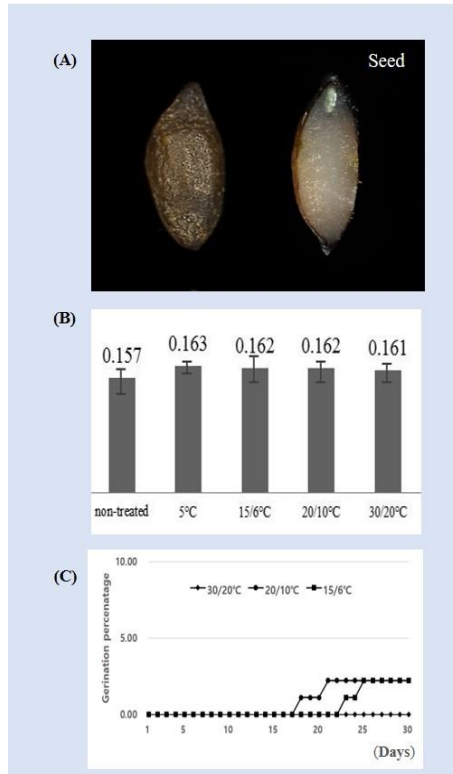 (A)
Seed
(B)
0.157 0.163 0.162 0.162 0.161
non-treated 5℃ 15/6℃ 20/10℃ 30/20℃
(C)
Gerination percenatage
10.00
30/20℃ 20/10℃ 15/6℃
5.00
0.00
1 5 10 15 20 25 30
(Days)